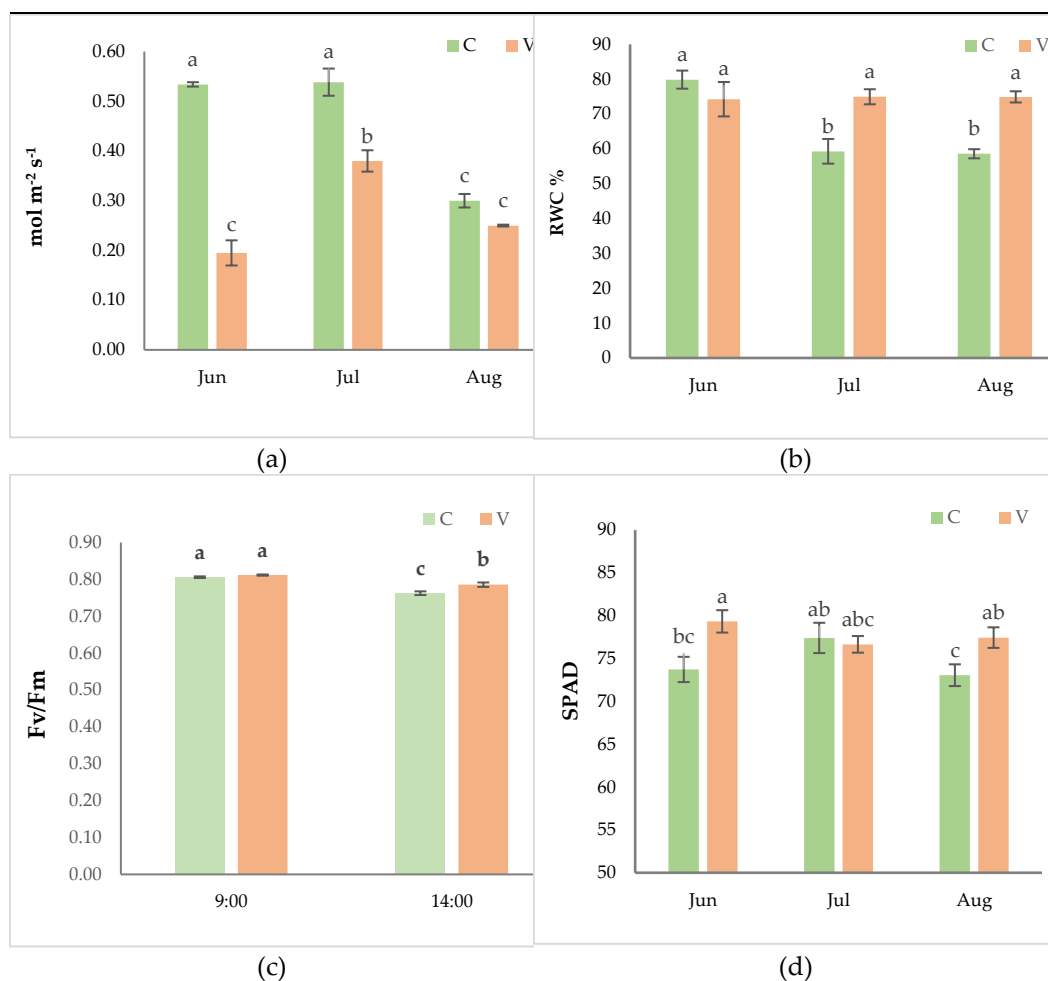 C V
mol m-2 s-1
0.60
0.50
0.40
0.30
0.20
0.10
0.00
a
c
a
b
c
c
Jun Jul Aug
(a)
C V
RWC %
90
80
70
60
50
40
30
20
10
0
a
a
b
a
b
a
Jun Jul Aug
(b)
C V
Fv/Fm
0.90
0.80
0.70
0.60
0.50
0.40
0.30
0.20
0.10
0.00
a
a
c
b
9:00 14:00
(c)
C V
SPAD
90
85
80
75
70
65
60
55
50
bc
a
ab
abc
c
ab
Jun Jul Aug
(d)